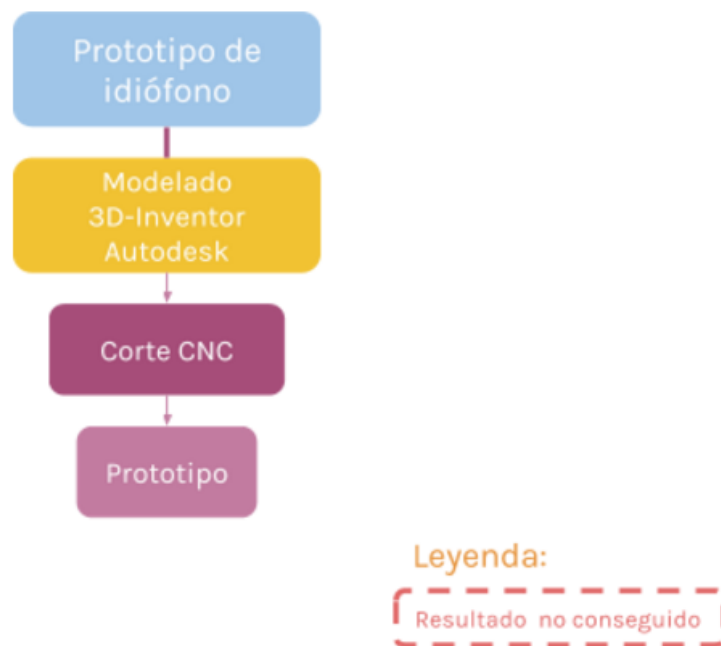 Prototipo de
idiófono
Modelado
3D-Inventor
Autodesk
Corte CNC
Prototipo
Leyenda:
Resultado no conseguido